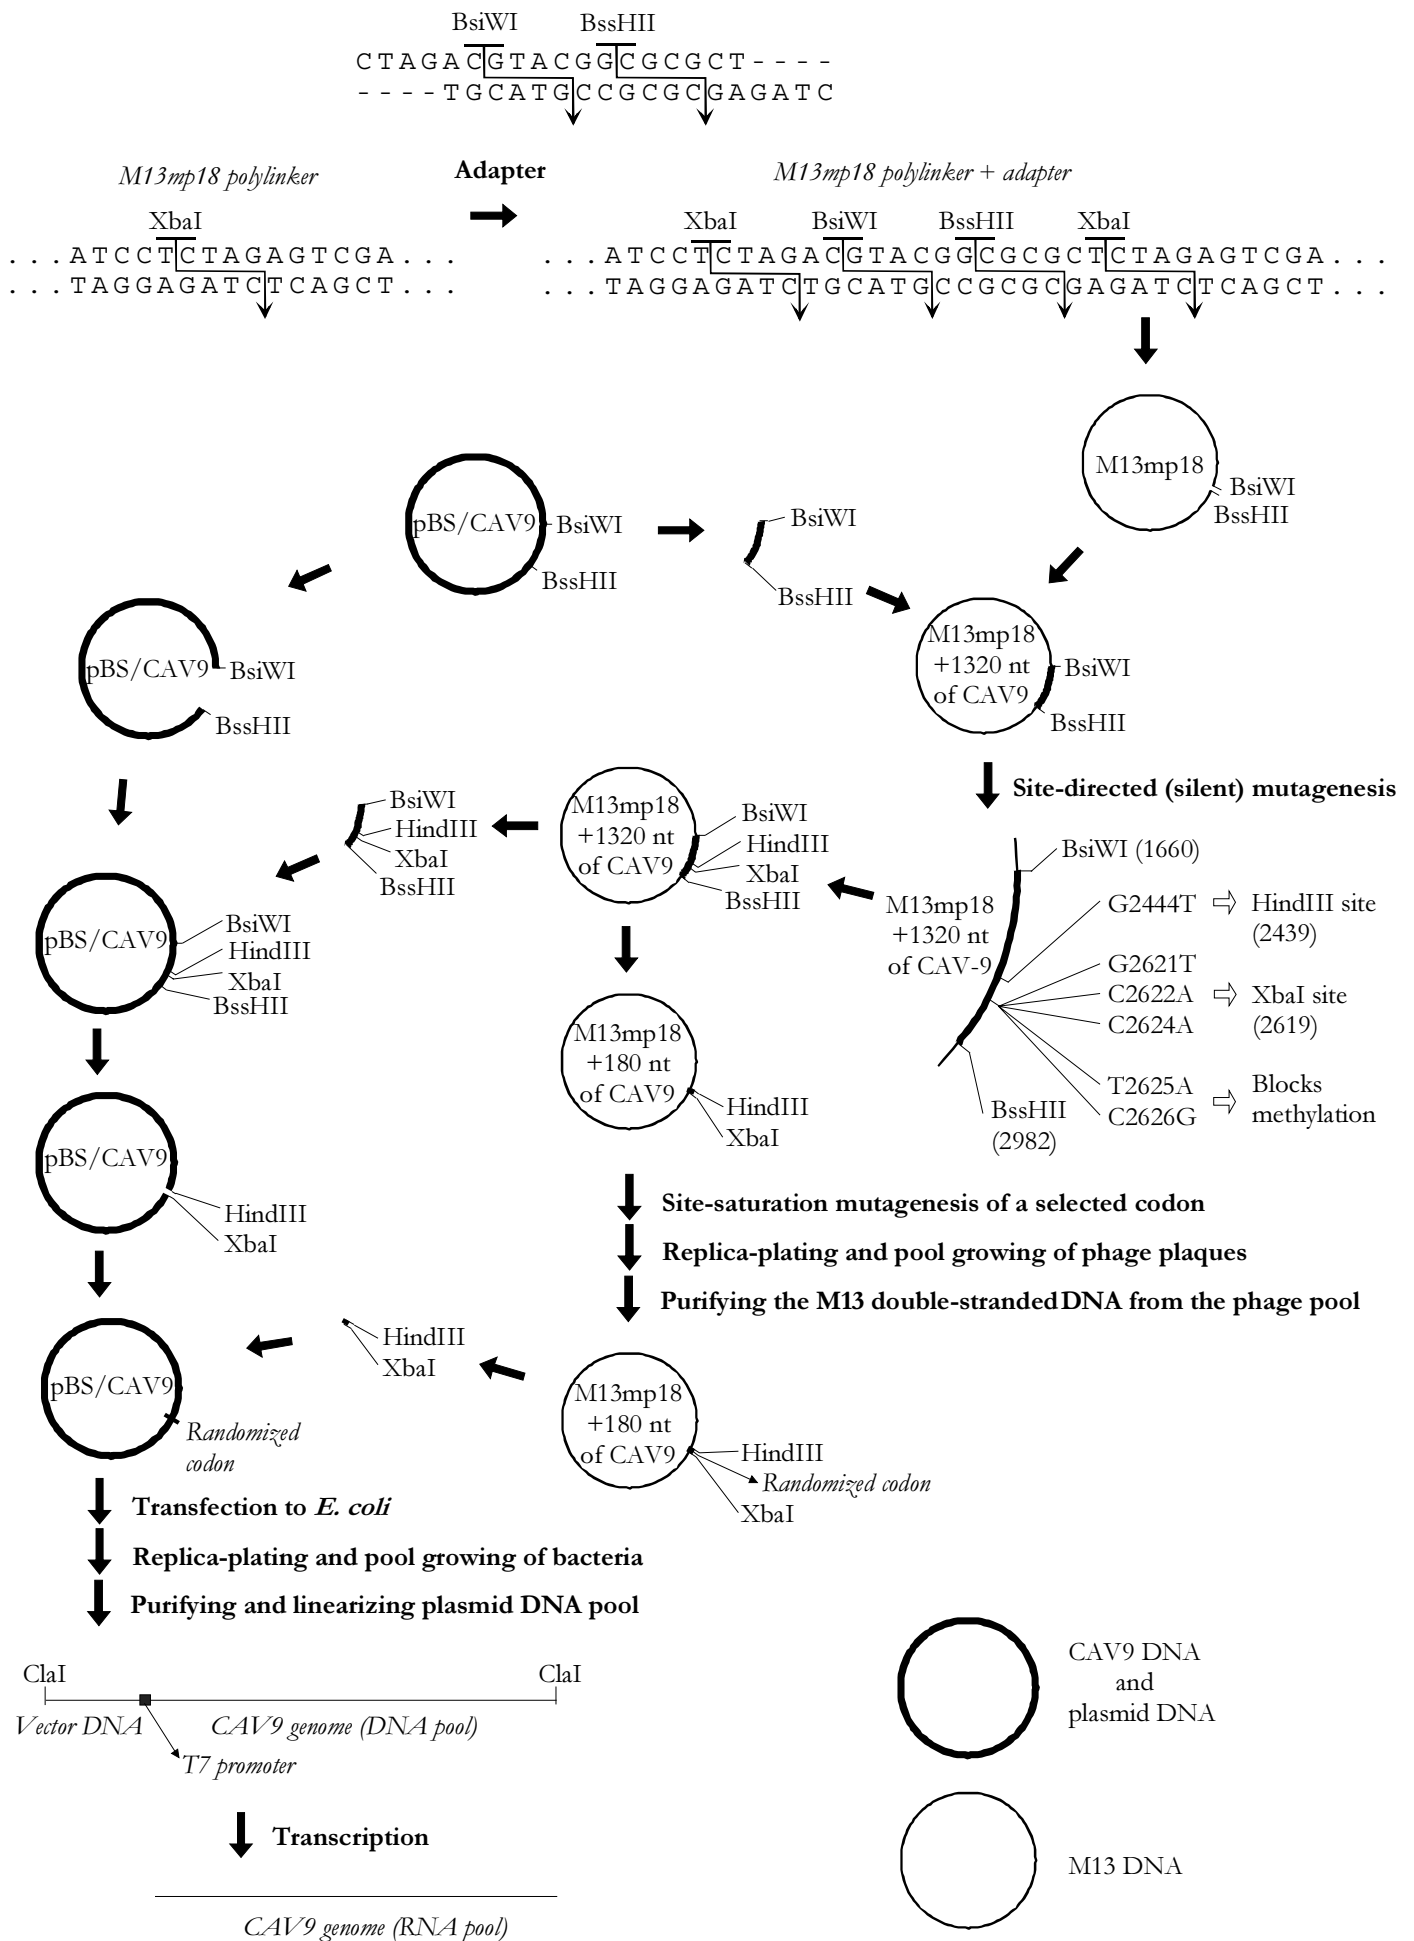 BsiWI BssHII
CTAGACGTACGGCGCGCT----
----TGCATGCCGCGCGAGATC
M13mp18 polylinker
Adapter
M13mp18 polylinker + adapter
XbaI
XbaI BsiWI BssHII XbaI
...ATCCTCTAGAGTCGA...
...TAGGAGATCTCAGCT...
...ATCCTCTAGACGTACGGCGCGCTCTAGAGTCGA...
...TAGGAGATCTGCATGCCGCGCGAGATCTCAGCT...
M13mp18
BsiWI
BssHII
pBS/CAV9
BsiWI
BssHII
BsiWI
BssHII
M13mp18
+1320 nt
of CAV9
BsiWI
BssHII
pBS/CAV9
BsiWI
BssHII
Site-directed (silent) mutagenesis
BsiWI (1660)
G2444T
HindIII site
(2439)
G2621T
C2622A
C2624A
XbaI site
(2619)
T2625A
C2626G
Blocks
methylation
BssHII
(2982)
M13mp18
+1320 nt
of CAV-9
M13mp18
+1320 nt
of CAV9
BsiWI
HindIII
XbaI
BssHII
BsiWI
HindIII
XbaI
BssHII
pBS/CAV9
BsiWI
HindIII
XbaI
BssHII
M13mp18
+180 nt
of CAV9
HindIII
XbaI
pBS/CAV9
HindIII
XbaI
Site-saturation mutagenesis of a selected codon
Replica-plating and pool growing of phage plaques
Purifying the M13 double-stranded DNA from the phage pool
M13mp18
+180 nt
of CAV9
HindIII
Randomized codon
XbaI
HindIII
XbaI
pBS/CAV9
Randomized
codon
Transfection to E. coli
Replica-plating and pool growing of bacteria
Purifying and linearizing plasmid DNA pool
ClaI ClaI
Vector DNA CAV9 genome (DNA pool)
T7 promoter
Transcription
CAV9 genome (RNA pool)
CAV9 DNA
and
plasmid DNA
M13 DNA